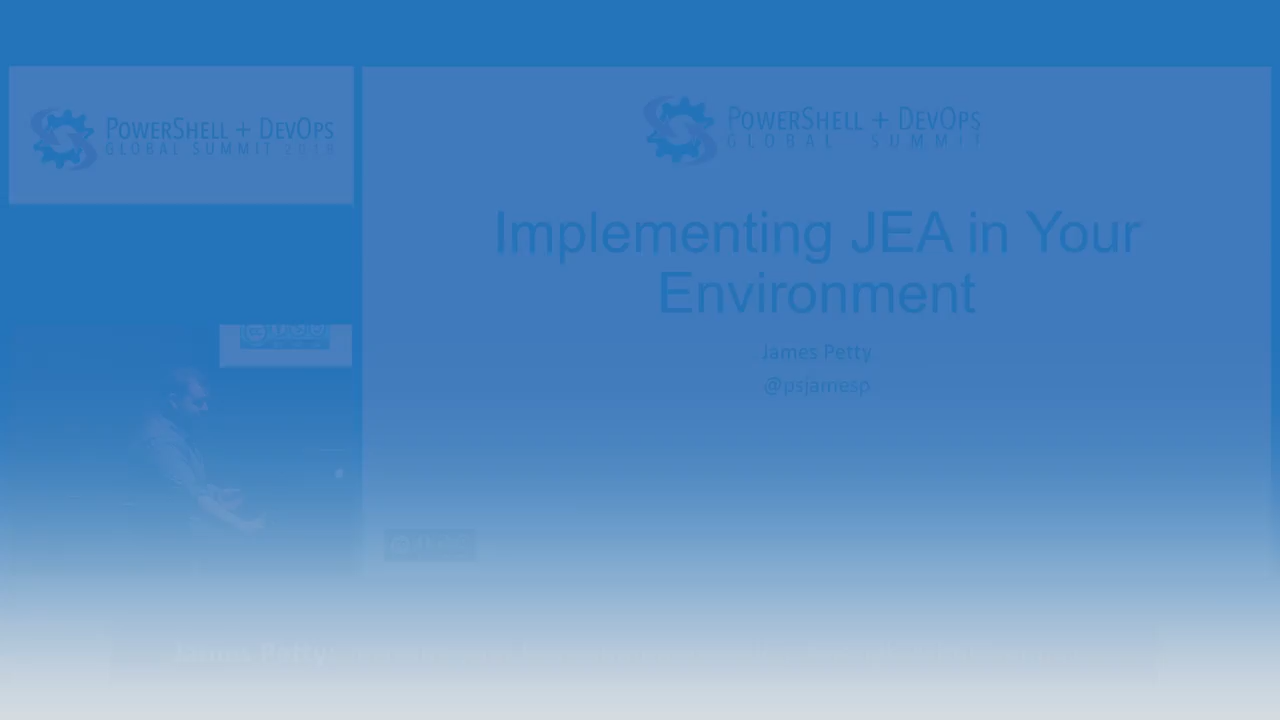 POWERSHELL + DEVOPS
GLOBAL SUMMIT 2018
POWERSHELL + DEVOPS
GLOBAL SUMMIT
Implementing JEA in Your
Environment
James Petty
@psjamesp
James Petty: